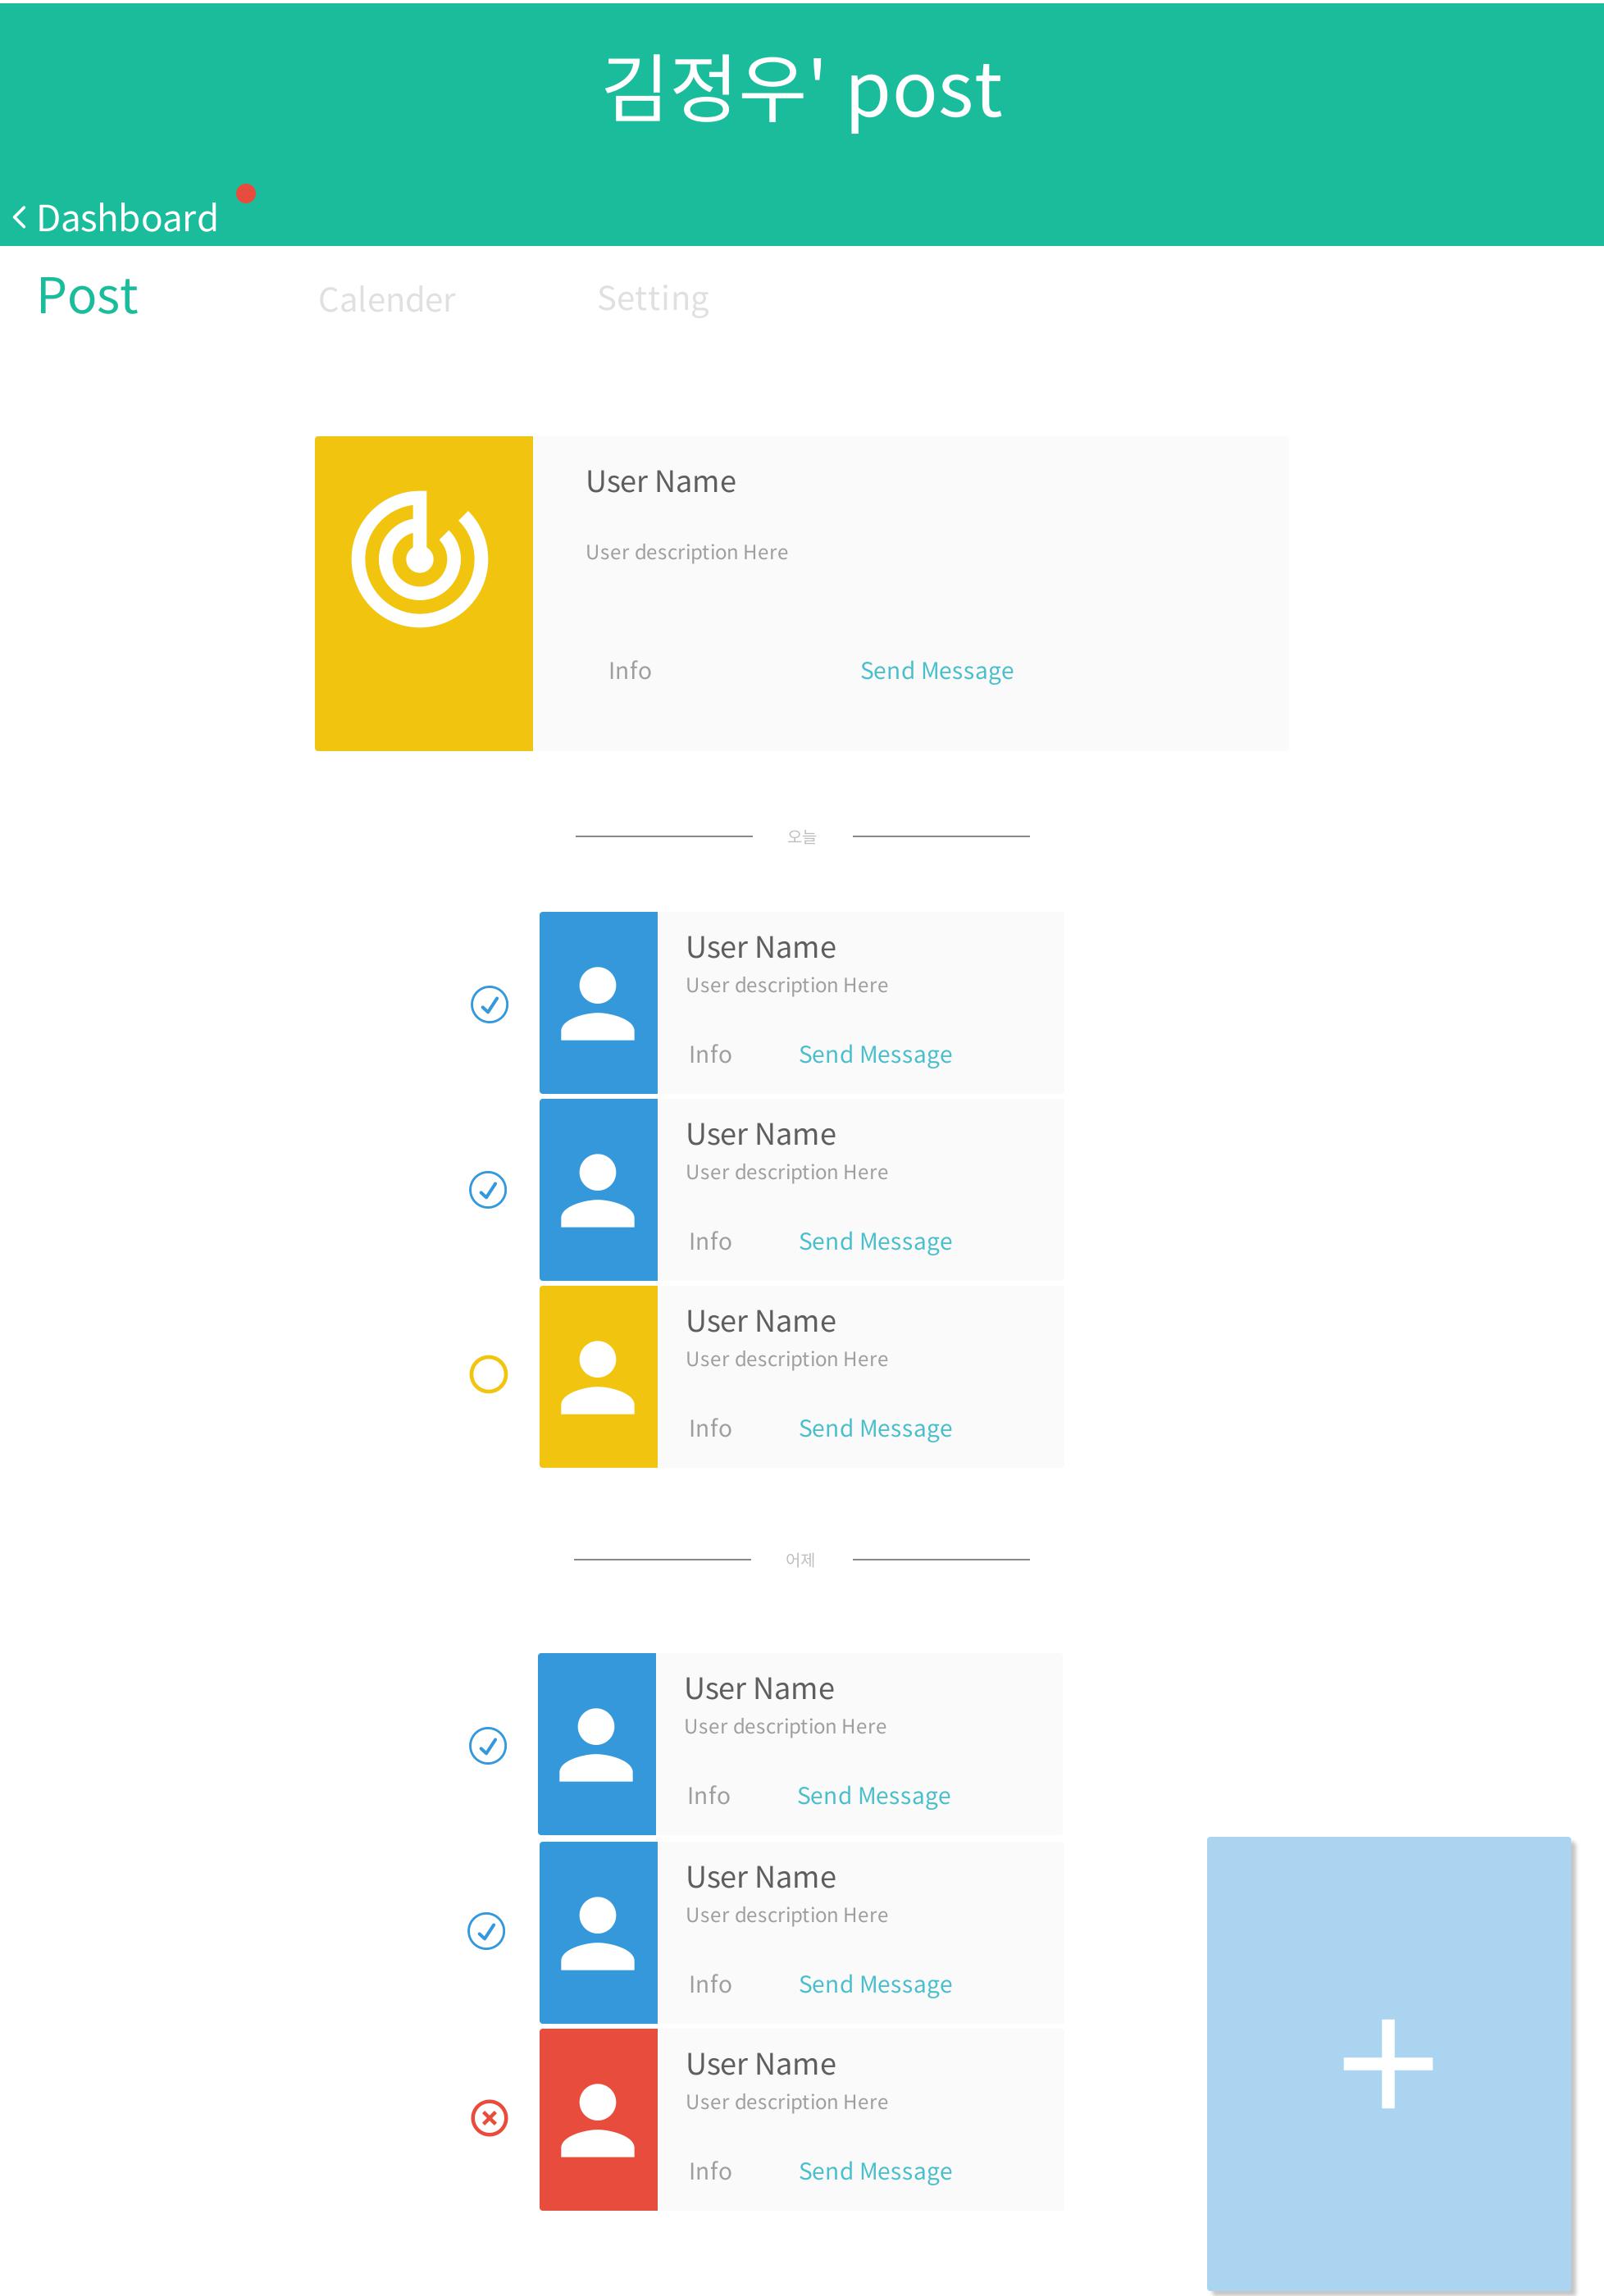 김정우' post
Dashboard
Post Calender Setting
User Name
User description Here
Info Send Message
오늘
User Name
User description Here
Info Send Message
User Name
User description Here
Info Send Message
User Name
User description Here
Info Send Message
어제
User Name
User description Here
Info Send Message
User Name
User description Here
Info Send Message
User Name
User description Here
Info Send Message